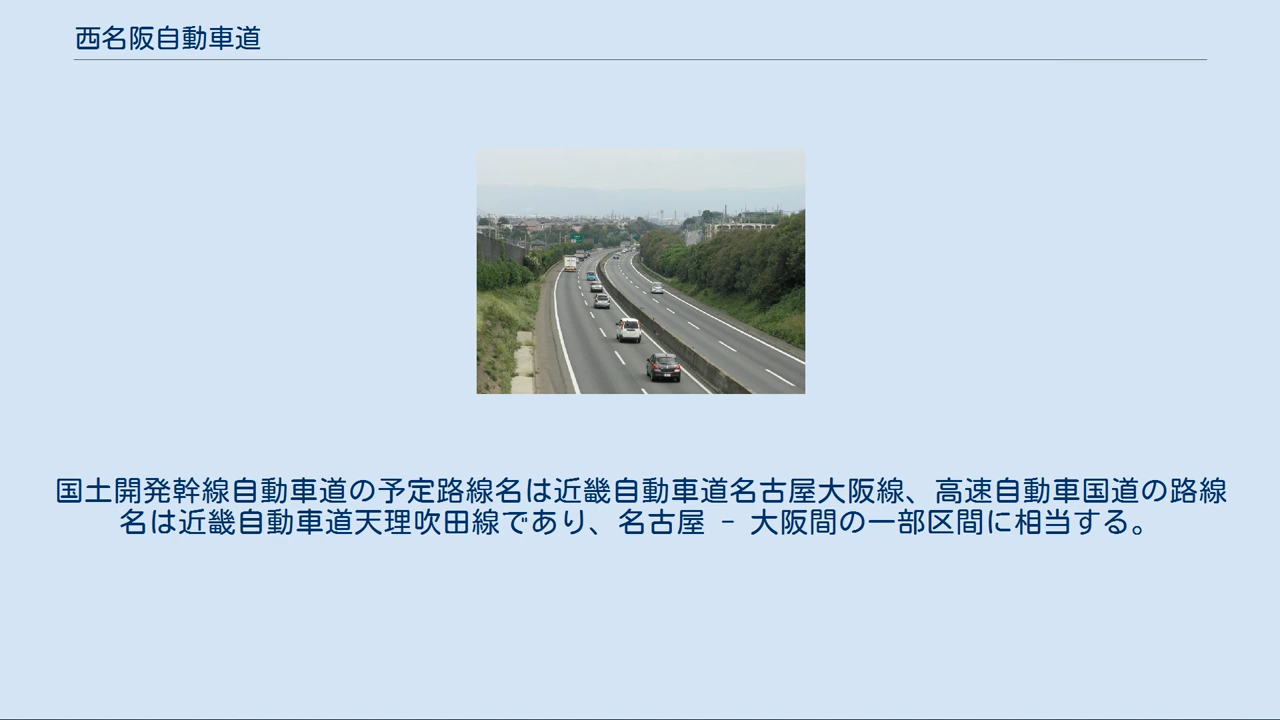 西名阪自動車道
国土開発幹線自動車道の予定路線名は近畿自動車道名古屋大阪線、高速自動車国道の路線
名は近畿自動車道天理吹田線であり、名古屋 - 大阪間の一部区間に相当する。